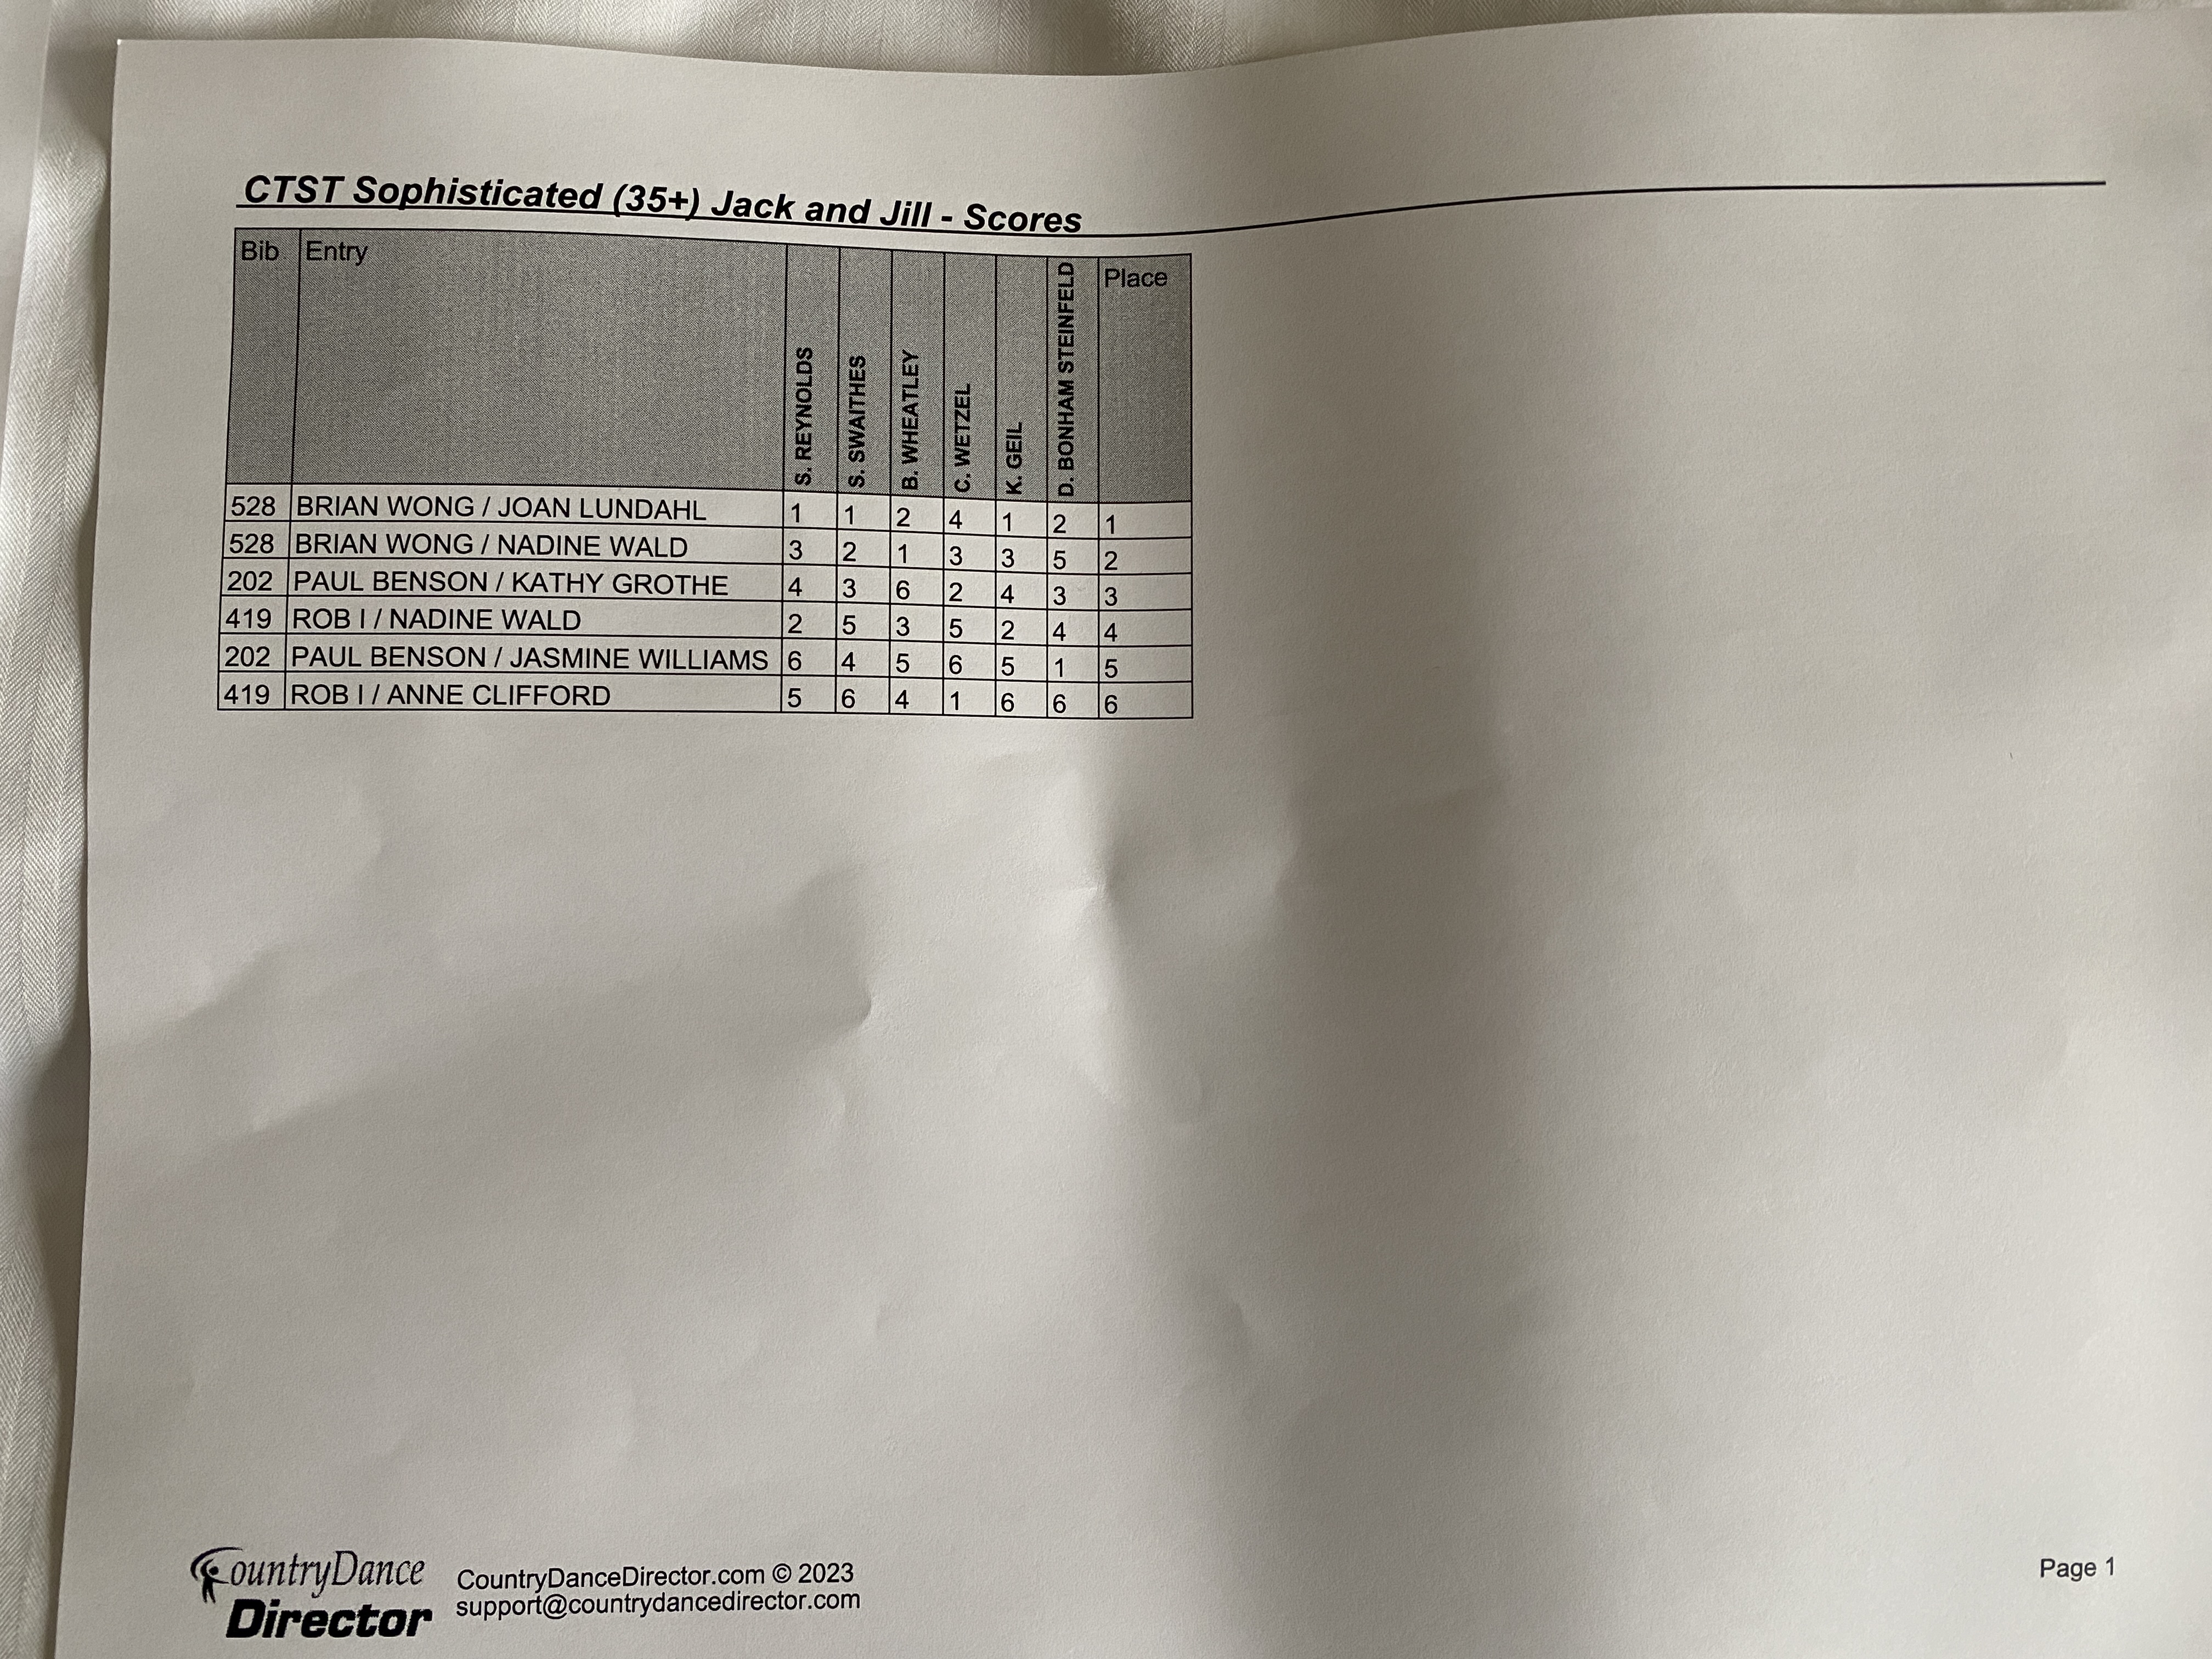 CTST Sophisticated (35+) Jack and Jill - Scores
Bib Entry S. REYNOLDS S. SWAITHES B. WHEATLEY C. WETZEL K. GEIL D. BONHAM STEINFELD Place
528 BRIAN WONG / JOAN LUNDAHL 1 1 2 4 1 2 1
528 BRIAN WONG / NADINE WALD 3 2 1 3 3 5 2
202 PAUL BENSON / KATHY GROTHE 4 3 6 2 4 3 3
419 ROB I / NADINE WALD 2 5 3 5 2 4 4
202 PAUL BENSON / JASMINE WILLIAMS 6 4 5 6 5 1 5
419 ROB I / ANNE CLIFFORD 5 6 4 1 6 6 6
CountryDance
Director
CountryDanceDirector.com © 2023
support@countrydancedirector.com
Page 1